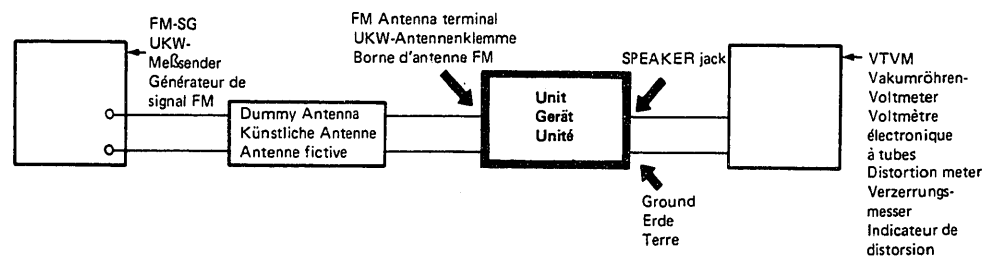 FM-SG
UKW-
Meßsender
Générateur de
signal FM
Dummy Antenna
Künstliche Antenne
Antenne fictive
FM Antenna terminal
UKW-Antennenklemme
Borne d'antenne FM
Unit
Gerät
Unité
SPEAKER jack
Ground
Erde
Terre
VTVM
Vakumröhren-
Voltmeter
Voltmètre
électronique
à tubes
Distortion meter
Verzerrungs-
messer
Indicateur de
distorsion